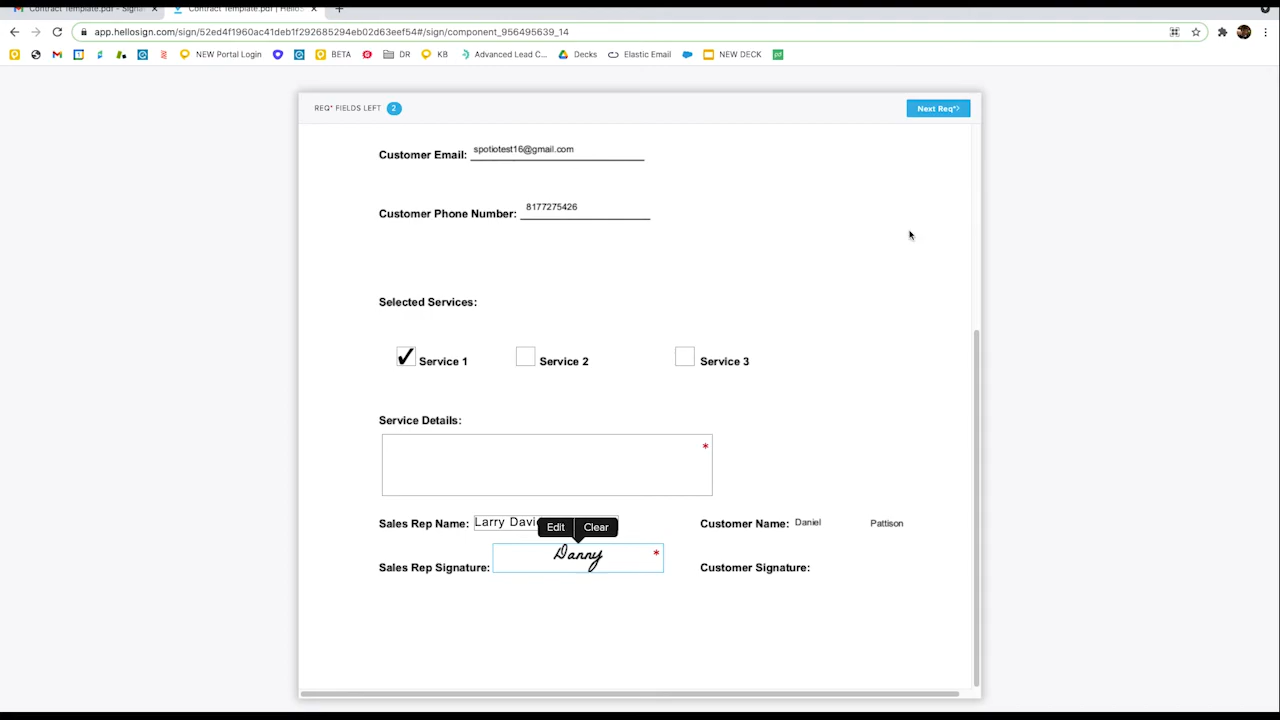 Contract Template.pdf - Signa
Contract Template.pdf | HelloS
app.hellosign.com/sign/52ed4f1960ac41deb1f292685294eb02d63eef54#/sign/component_956495639_14
NEW Portal Login
BETA
DR
KB
Advanced Lead C...
Decks
Elastic Email
NEW DECK
REQ* FIELDS LEFT 2
Next Req*>
Customer Email: spotiotest16@gmail.com
Customer Phone Number: 8177275426
Selected Services:
✓ Service 1 Service 2 Service 3
Service Details:
*
Sales Rep Name: Larry Davi Edit Clear Customer Name: Daniel Pattison
Sales Rep Signature: Danny * Customer Signature: